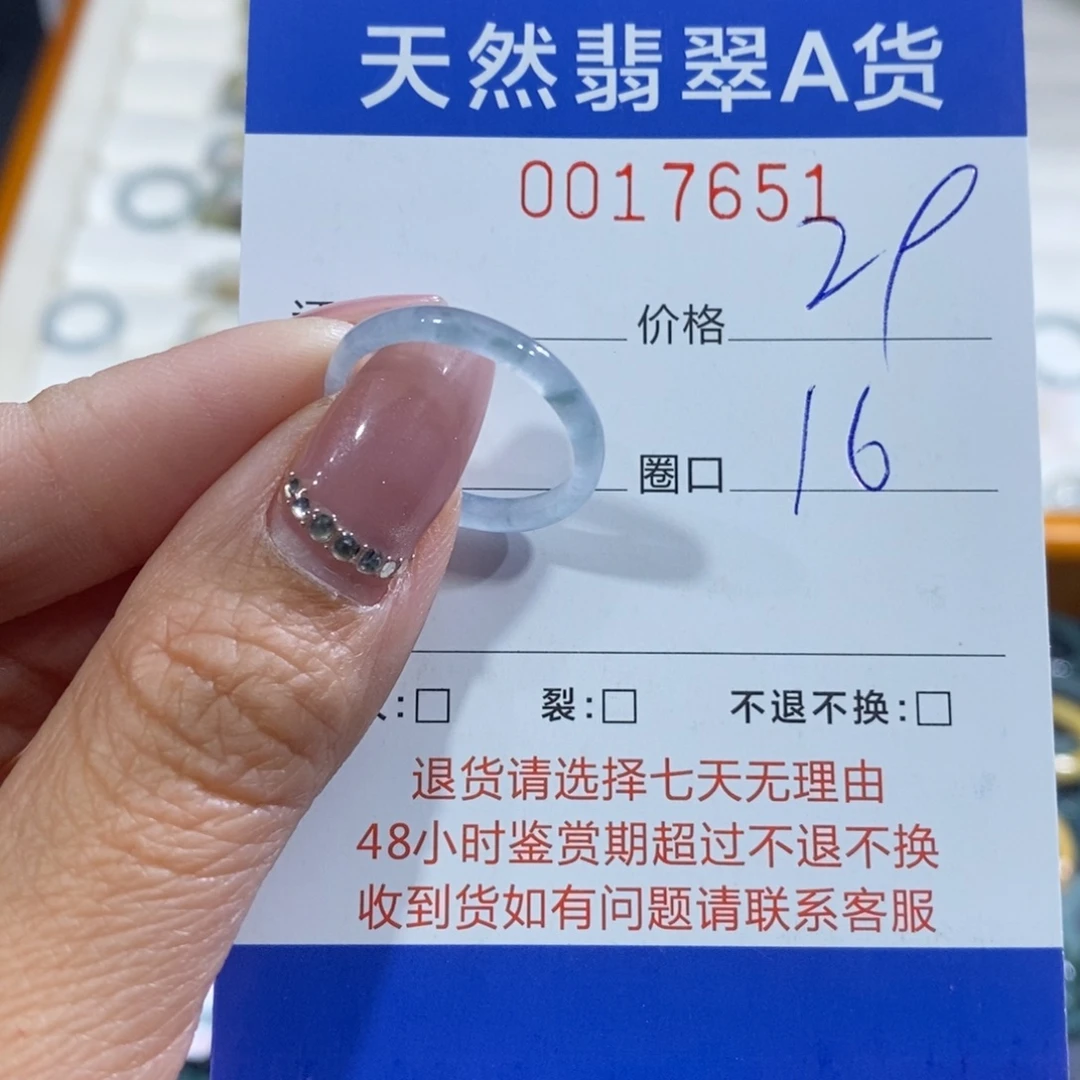 天然翡翠A货
0017651
价格 29
圈口 16
:□ 裂:□ 不退不换:□
退货请选择七天无理由
48小时鉴赏期超过不退不换
收到货如有问题请联系客服